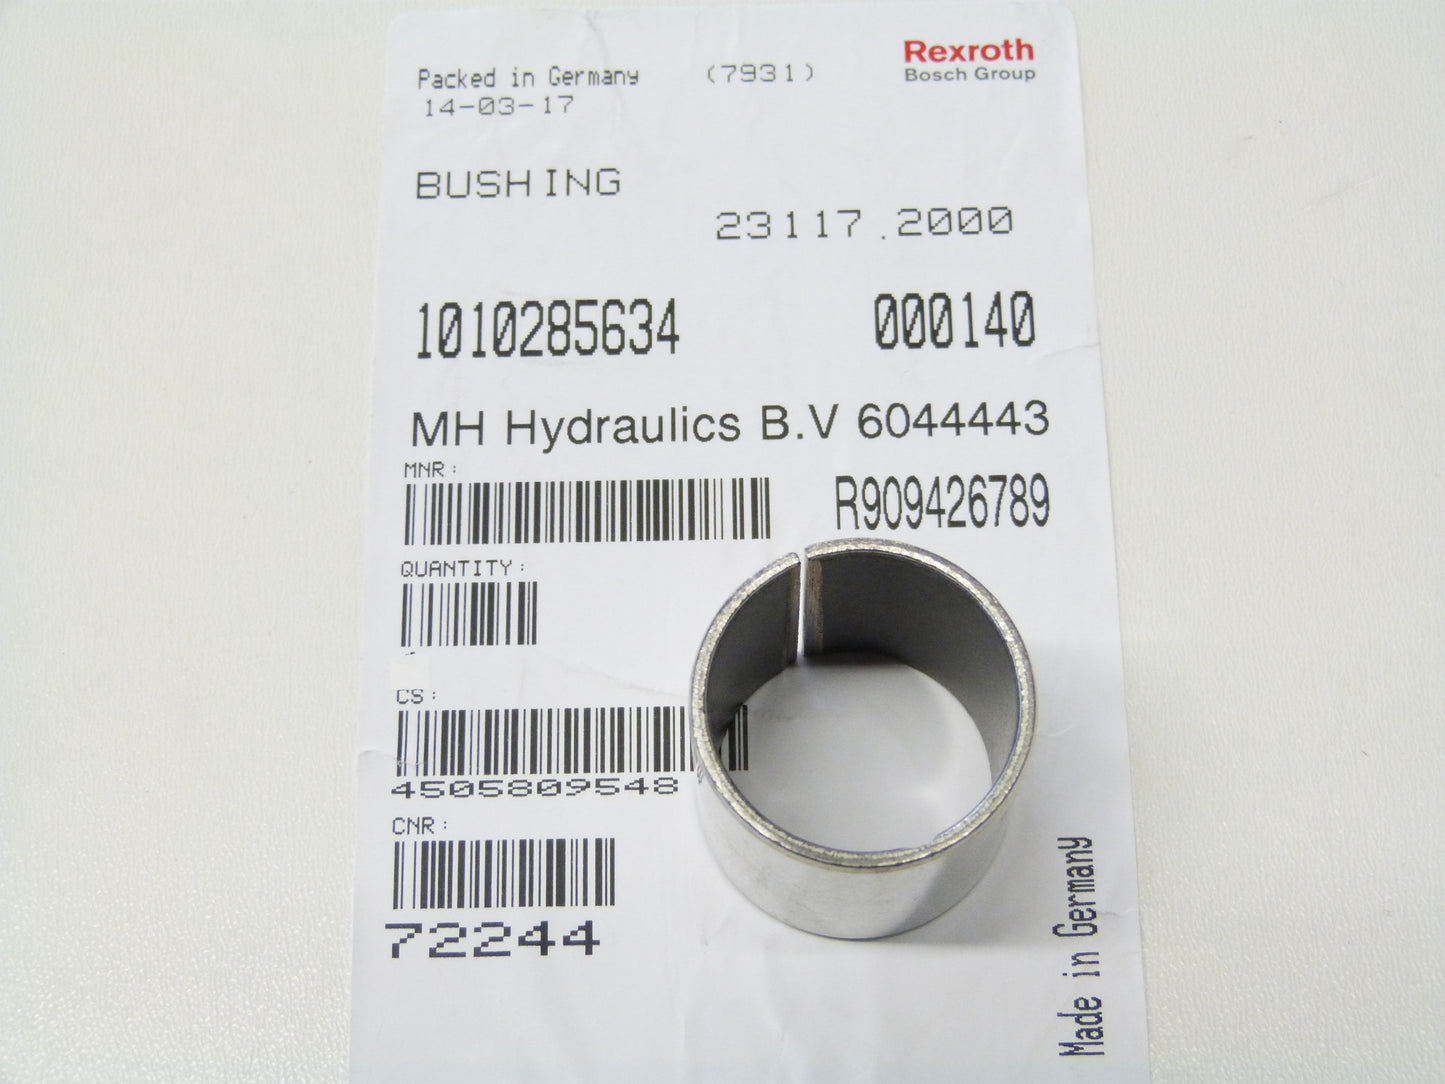 Packed in Germany (7931) Rexroth
14-03-17 Bosch Group
BUSHING
23117.2000
1010285634 000140
MH Hydraulics B.V 6044443
MNR:
R909426789
QUANTITY:
CS:
4505809548
CNR:
72244
Made in Germany